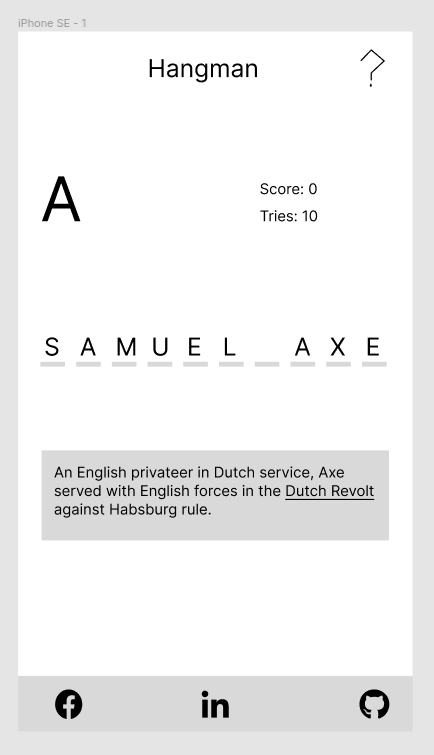 iPhone SE - 1
Hangman
?
A
Score: 0
Tries: 10
S A M U E L _ A X E
An English privateer in Dutch service, Axe
served with English forces in the Dutch Revolt
against Habsburg rule.
in